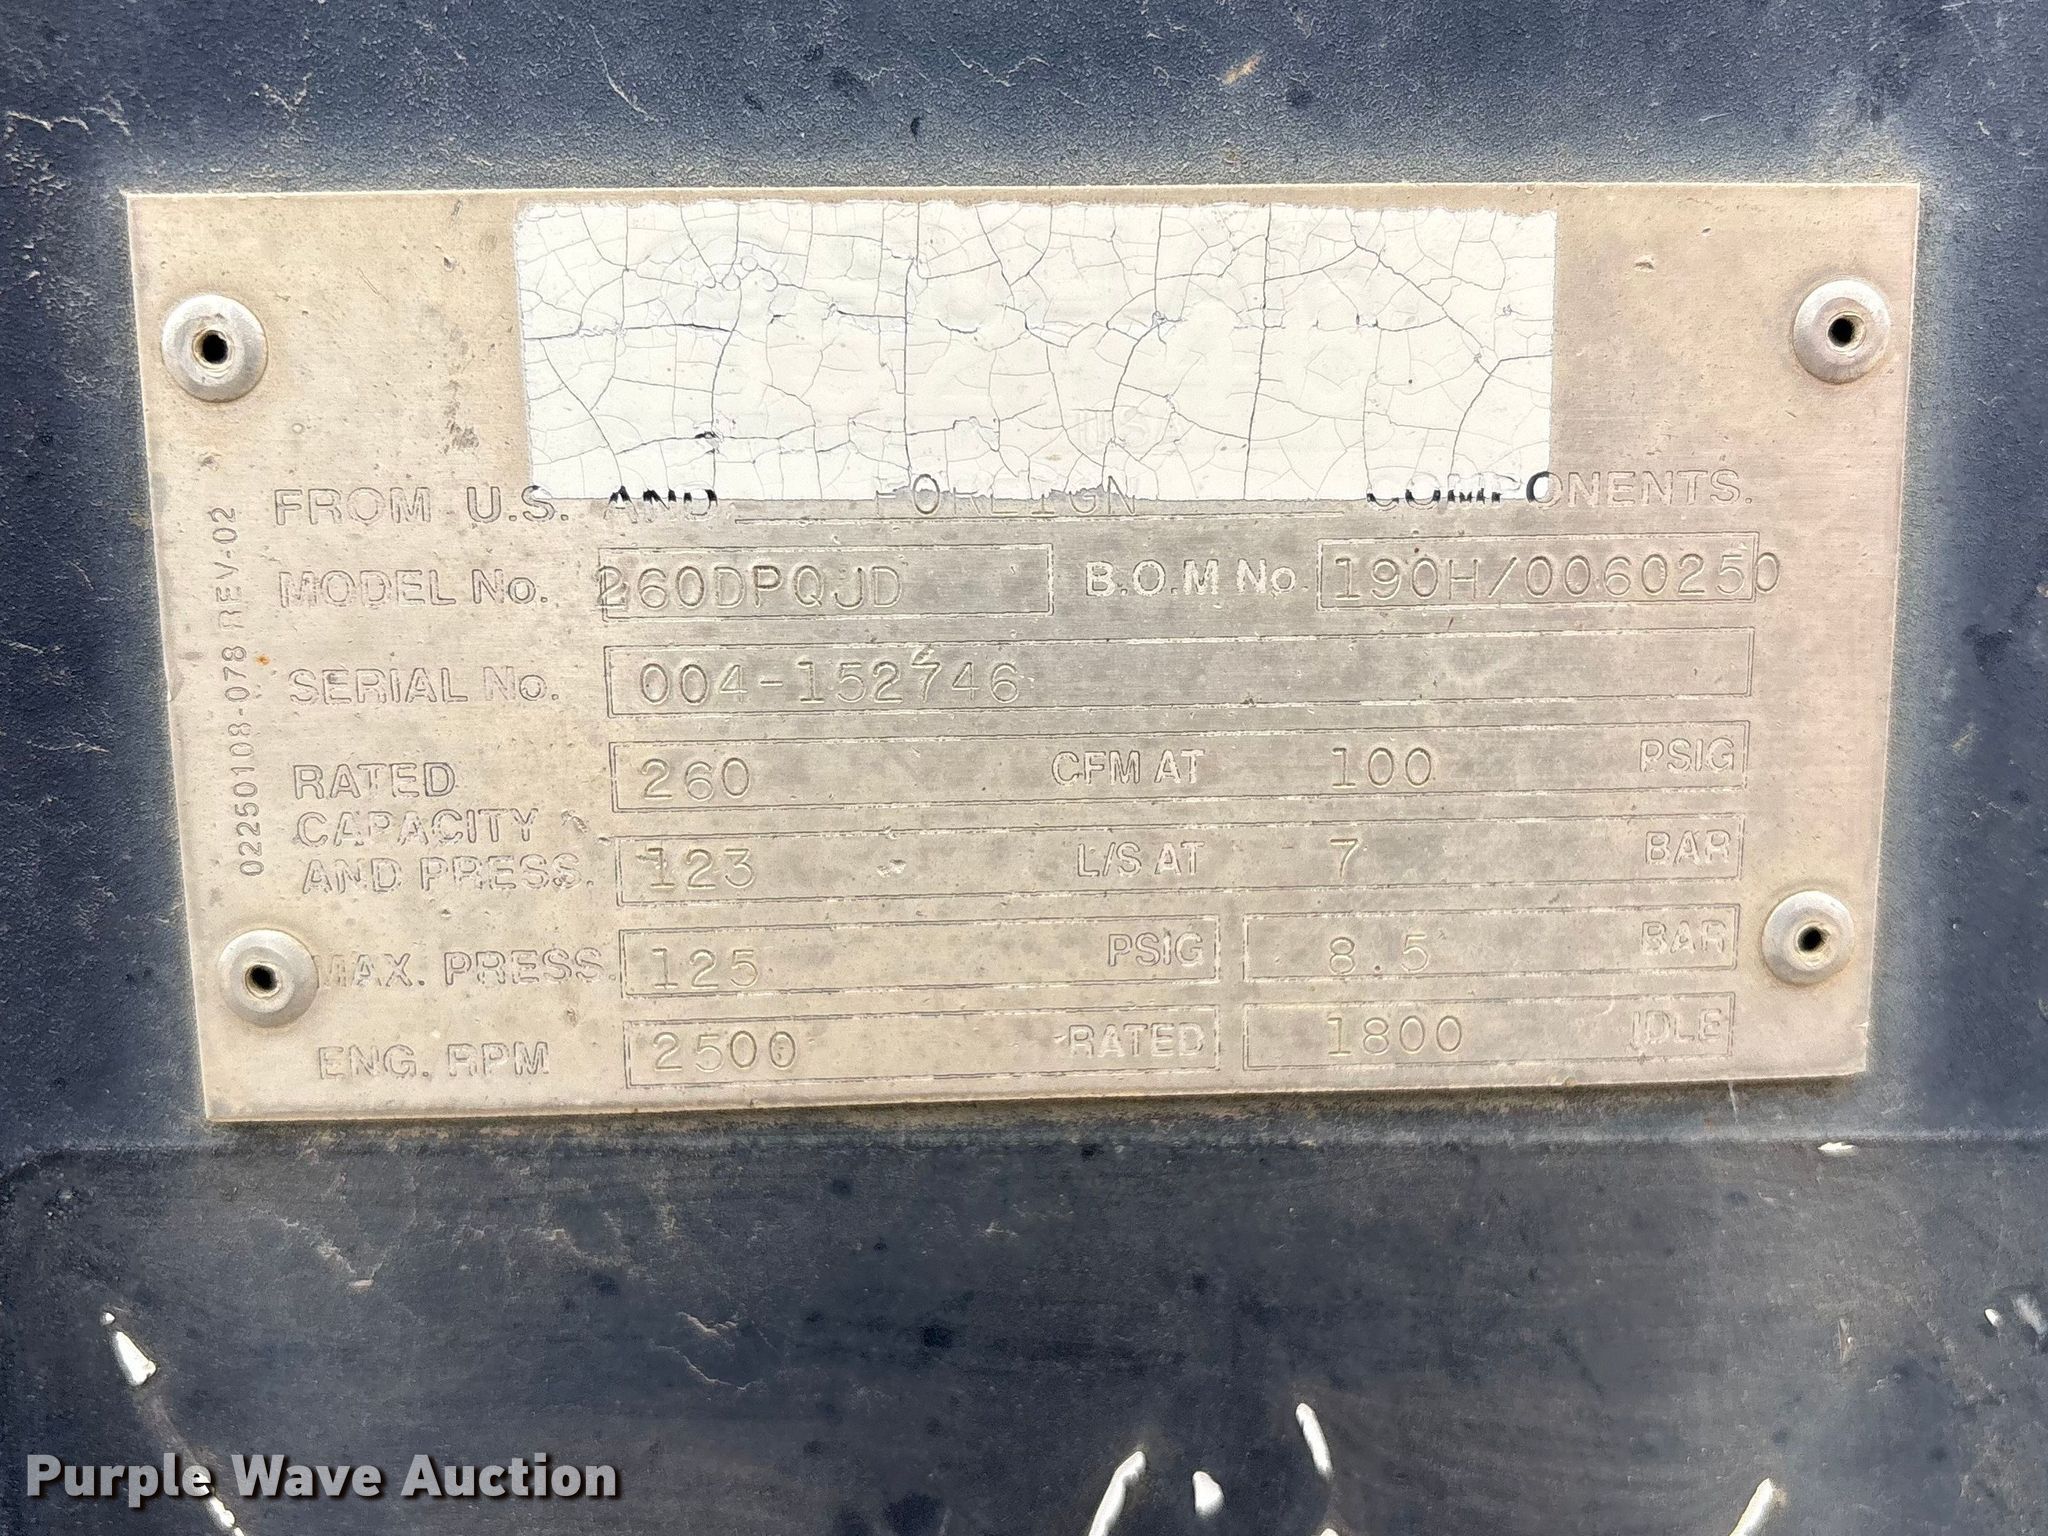 USA
FROM U.S. AND FOREIGN COMPONENTS.
MODEL No. 260DPQJD B.O.M No. 190H/0060250
SERIAL No. 004-152746
RATED CAPACITY AND PRESS. 260 CFM AT 100 PSIG
123 L/S AT 7 BAR
MAX. PRESS. 125 PSIG 8.5 BAR
ENG. RPM 2500 RATED 1800 IDLE
02250108-078 REV-02
Purple Wave Auction